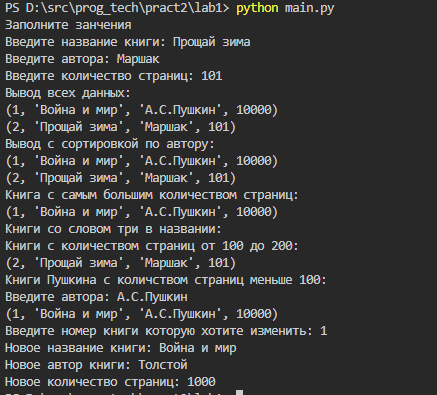 PS D:\src\prog_tech\pract2\lab1> python main.py
Заполните занчения
Введите название книги: Прощай зима
Введите автора: Маршак
Введите количество страниц: 101
Вывод всех данных:
(1, 'Война и мир', 'А.С.Пушкин', 10000)
(2, 'Прощай зима', 'Маршак', 101)
Вывод с сортировкой по автору:
(1, 'Война и мир', 'А.С.Пушкин', 10000)
(2, 'Прощай зима', 'Маршак', 101)
Книга с самым большим количеством страниц:
(1, 'Война и мир', 'А.С.Пушкин', 10000)
Книги со словом три в названии:
Книги с количеством страниц от 100 до 200:
(2, 'Прощай зима', 'Маршак', 101)
Книги Пушкина с количством страниц меньше 100:
Введите автора: А.С.Пушкин
(1, 'Война и мир', 'А.С.Пушкин', 10000)
Введите номер книги которую хотите изменить: 1
Новое название книги: Война и мир
Новое автор книги: Толстой
Новое количество страниц: 1000